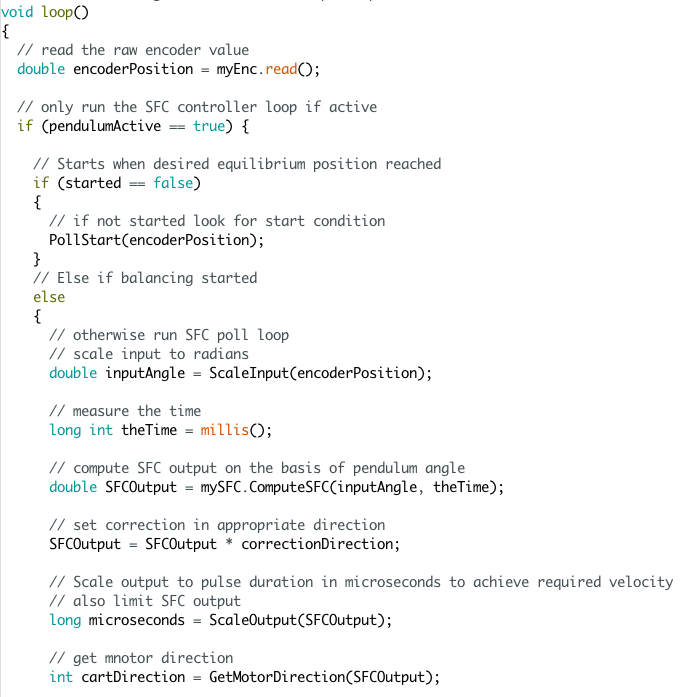 void loop()
{
  // read the raw encoder value
  double encoderPosition = myEnc.read();

  // only run the SFC controller loop if active
  if (pendulumActive == true) {

    // Starts when desired equilibrium position reached
    if (started == false)
    {
      // if not started look for start condition
      PollStart(encoderPosition);
    }
    // Else if balancing started
    else
    {
      // otherwise run SFC poll loop
      // scale input to radians
      double inputAngle = ScaleInput(encoderPosition);

      // measure the time
      long int theTime = millis();

      // compute SFC output on the basis of pendulum angle
      double SFCOutput = mySFC.ComputeSFC(inputAngle, theTime);

      // set correction in appropriate direction
      SFCOutput = SFCOutput * correctionDirection;

      // Scale output to pulse duration in microseconds to achieve required velocity
      // also limit SFC output
      long microseconds = ScaleOutput(SFCOutput);

      // get mnotor direction
      int cartDirection = GetMotorDirection(SFCOutput);